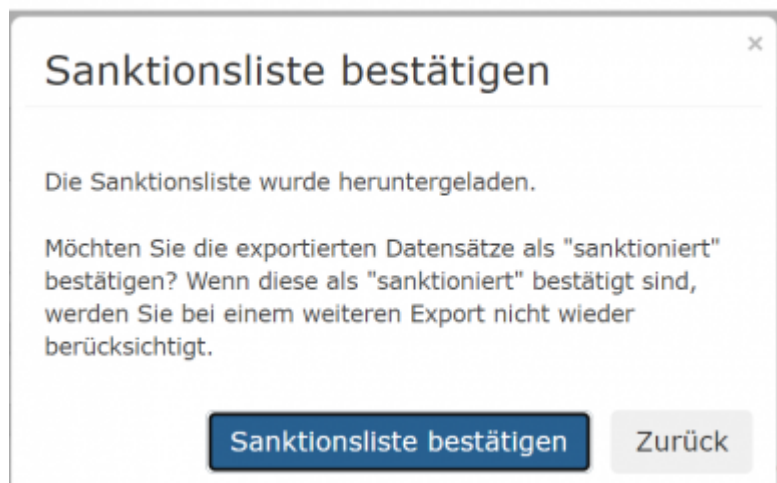 ×
Sanktionsliste bestätigen
Die Sanktionsliste wurde heruntergeladen.
Möchten Sie die exportierten Datensätze als "sanktioniert"
bestätigen? Wenn diese als "sanktioniert" bestätigt sind,
werden Sie bei einem weiteren Export nicht wieder
berücksichtigt.
Sanktionsliste bestätigen Zurück